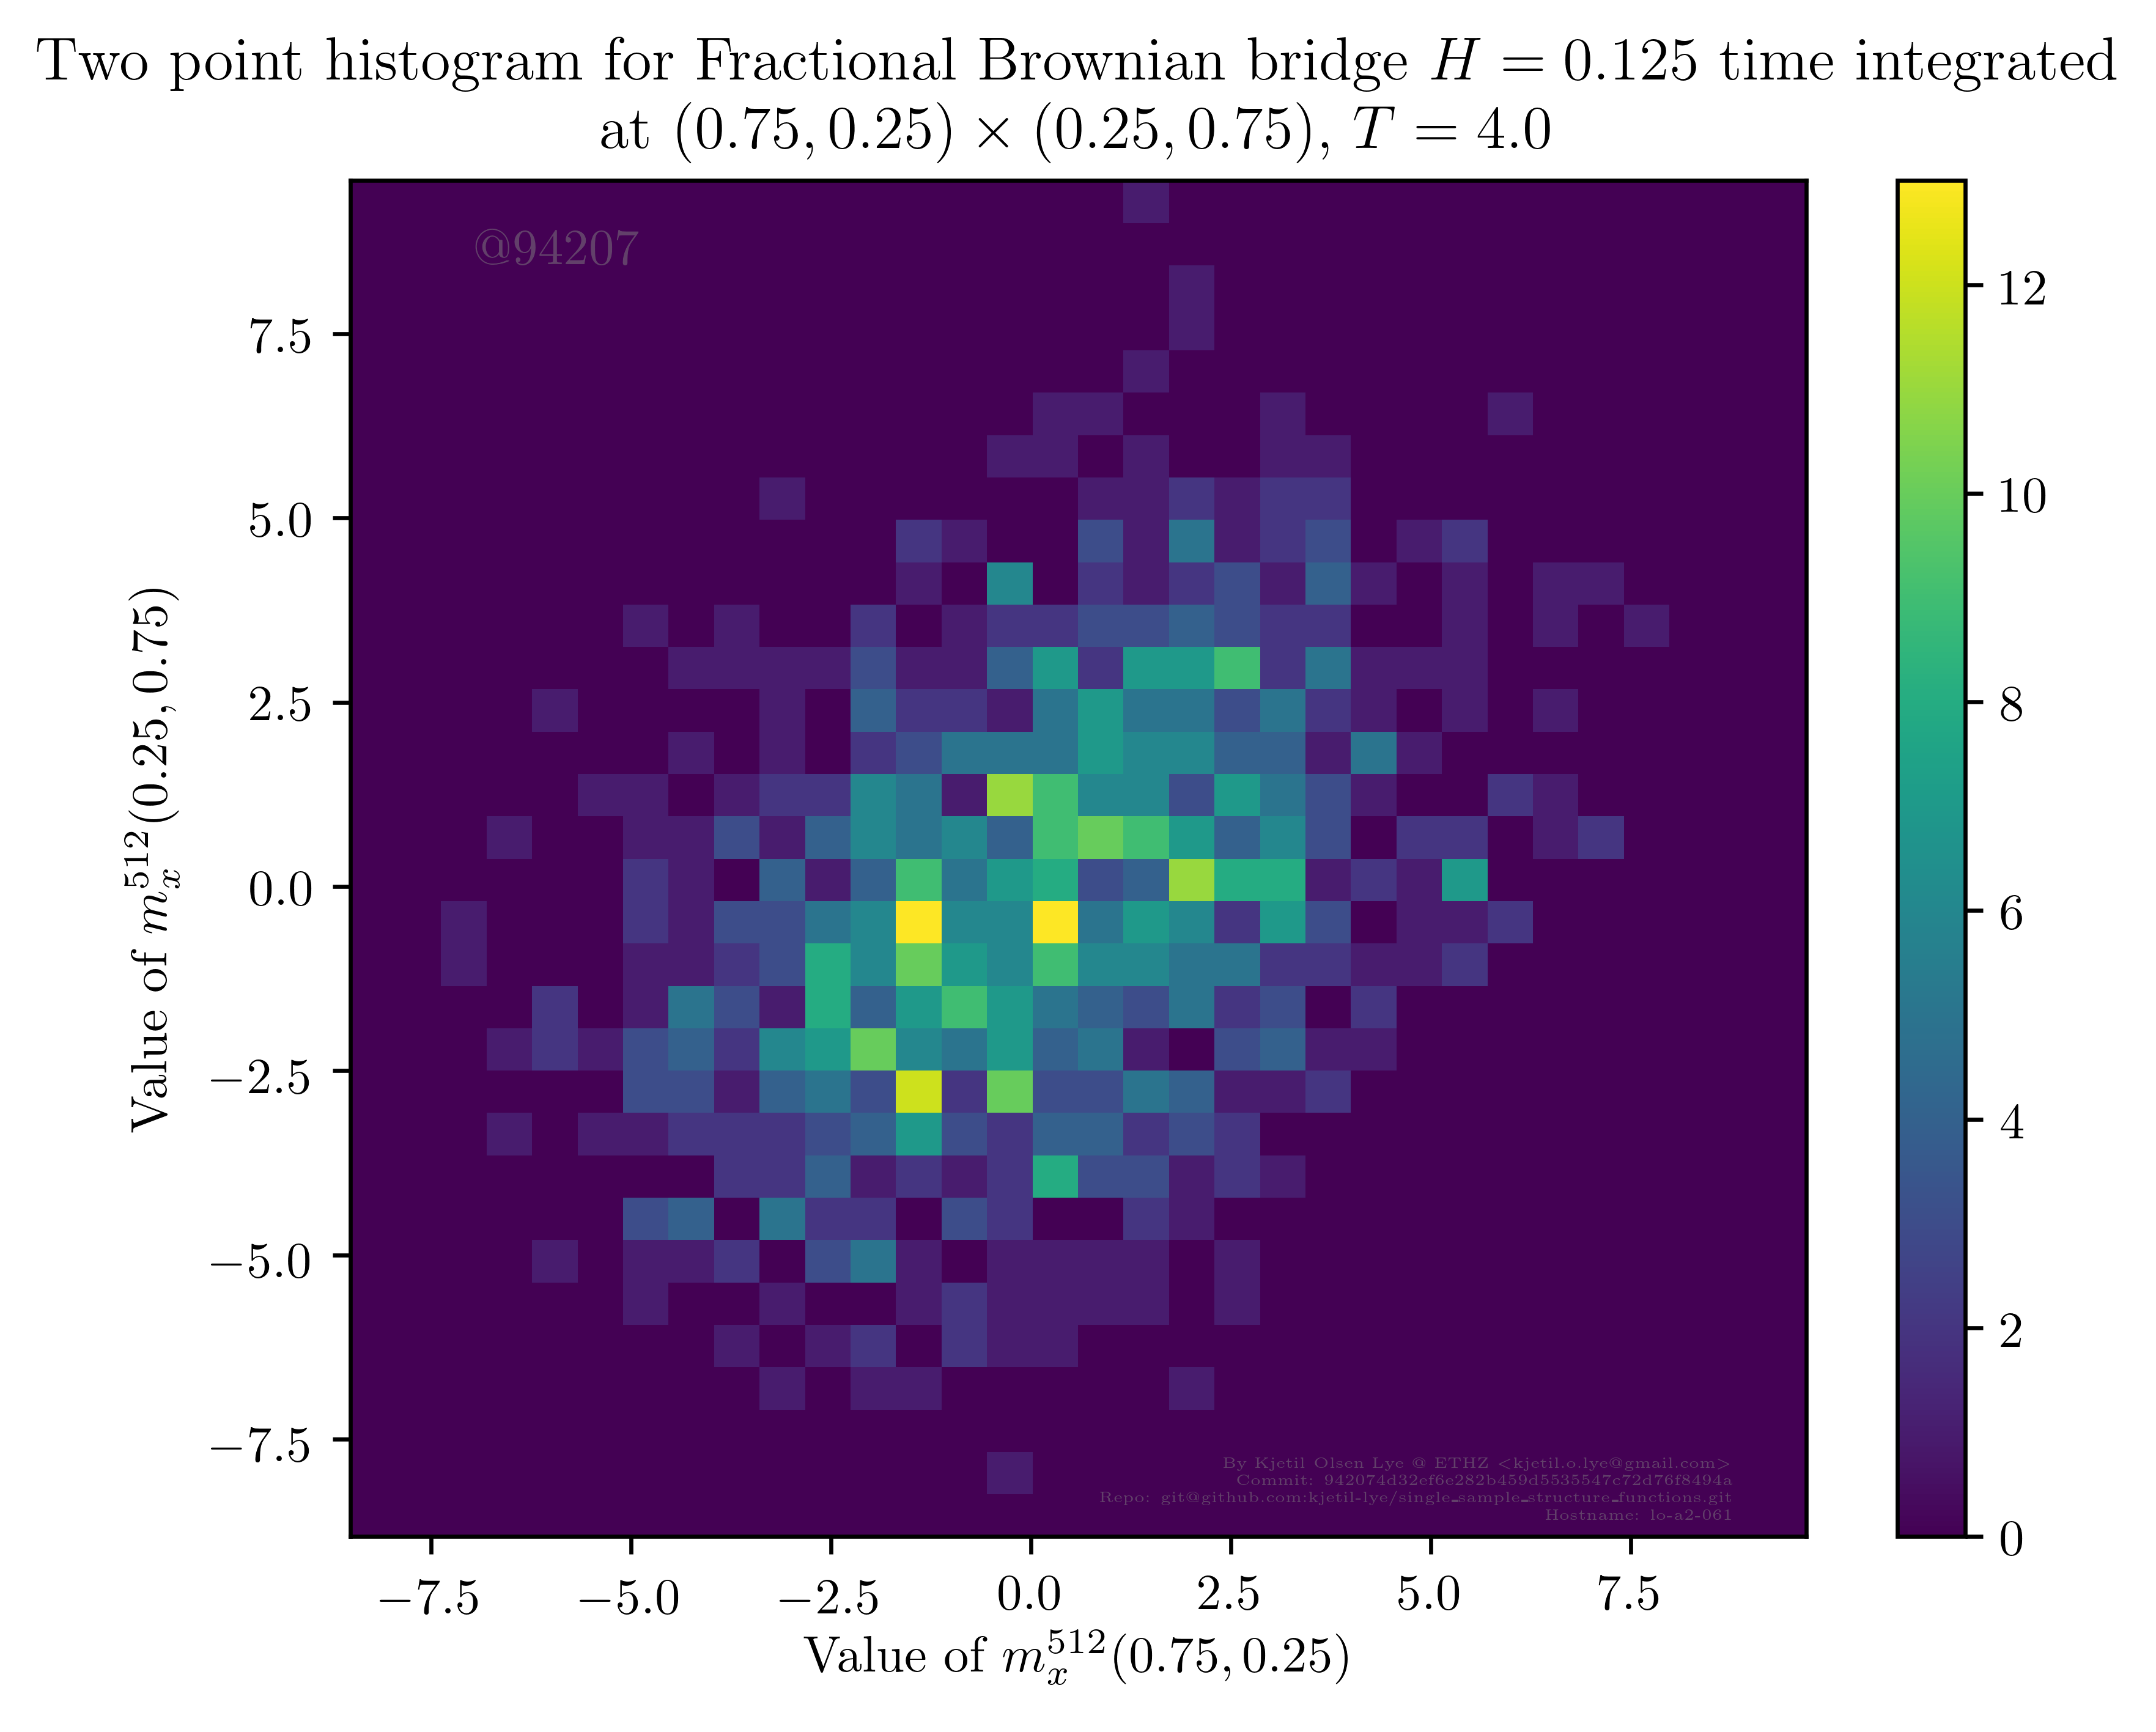 Two point histogram for Fractional Brownian bridge H = 0.125 time integrated
at (0.75, 0.25) × (0.25, 0.75), T = 4.0
@94207
7.5
5.0
2.5
0.0
−2.5
−5.0
−7.5
Value of m_x^512(0.25, 0.75)
−7.5 −5.0 −2.5 0.0 2.5 5.0 7.5
Value of m_x^512(0.75, 0.25)
12
10
8
6
4
2
0
By Kjetil Olsen Lye @ ETHZ <kjetil.o.lye@gmail.com>
Commit: 942074d32ef6e282b459d5535547c72d76f8494a
Repo: git@github.com:kjetil-lye/single_sample_structure_functions.git
Hostname: lo-a2-061